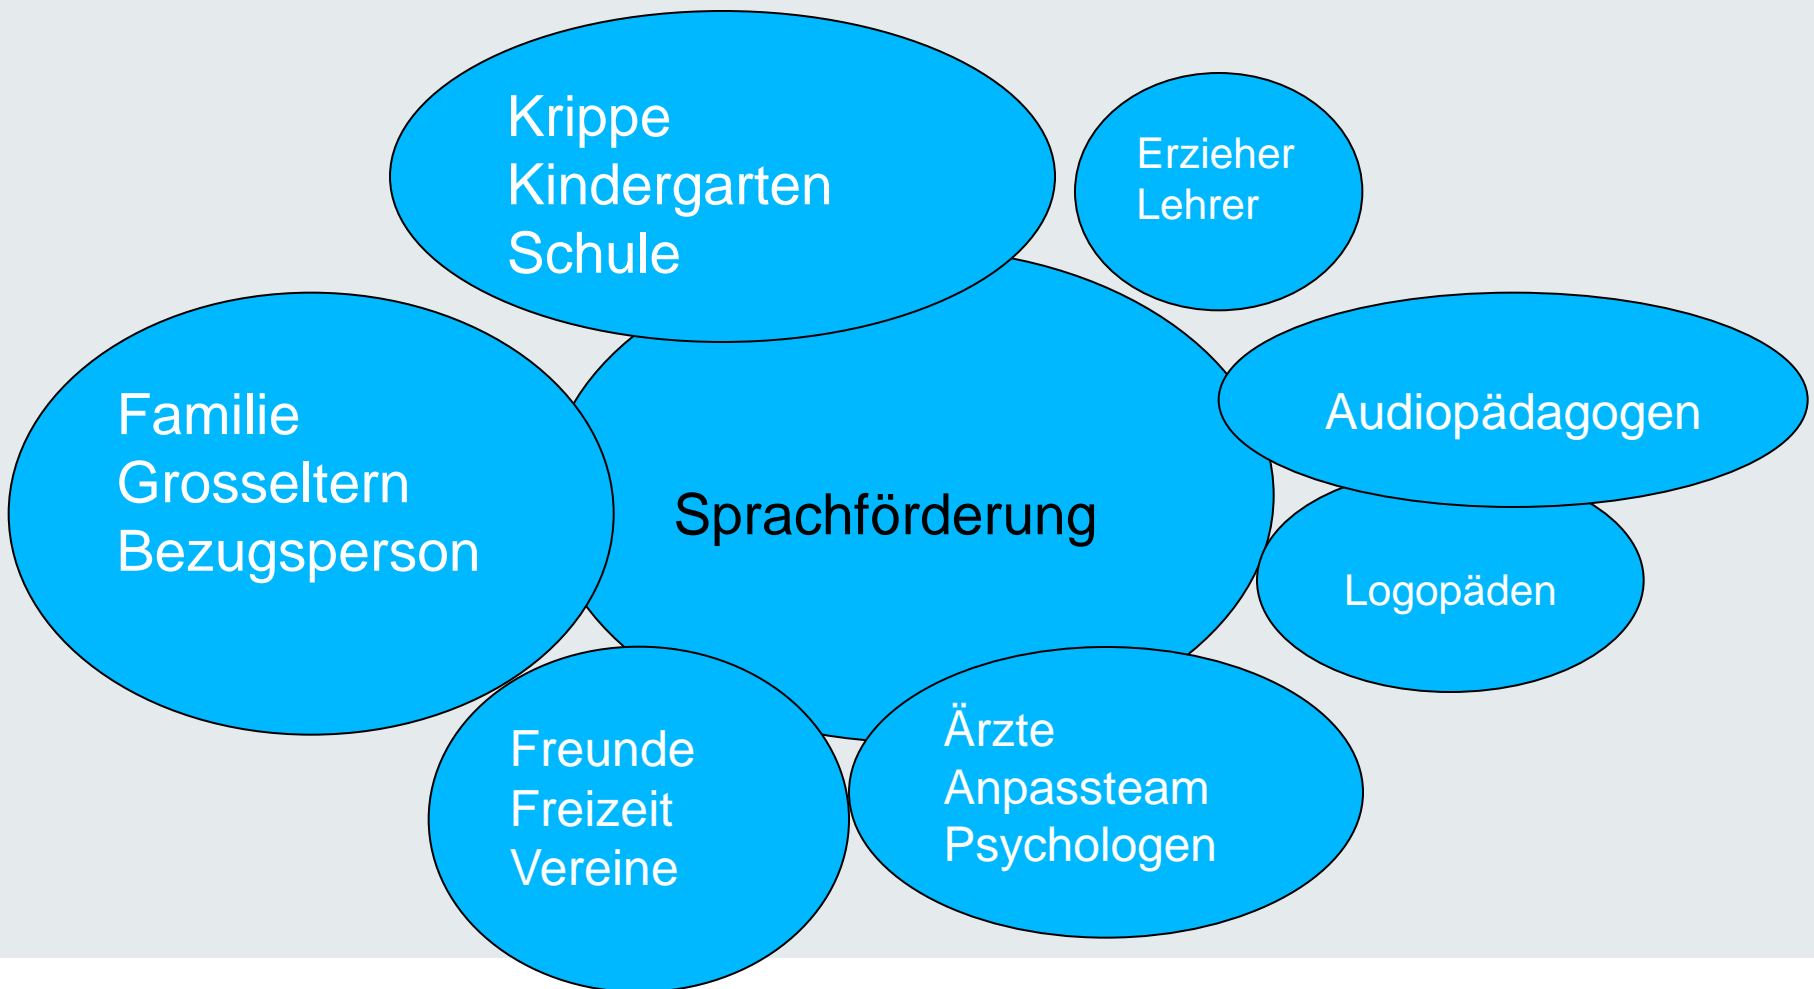 Krippe
Kindergarten
Schule
Erzieher
Lehrer
Audiopädagogen
Familie
Grosseltern
Bezugsperson
Sprachförderung
Logopäden
Freunde
Freizeit
Vereine
Ärzte
Anpassteam
Psychologen